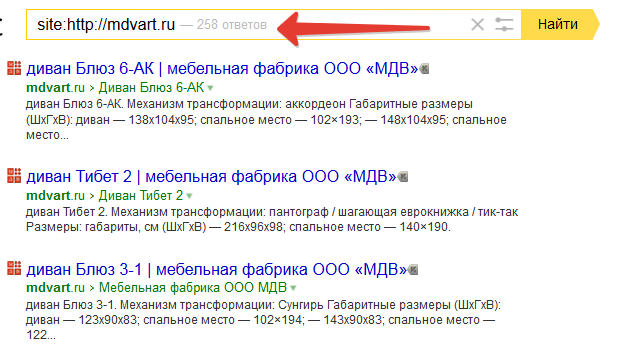 site:http://mdvart.ru — 258 ответов Найти
диван Блюз 6-АК | мебельная фабрика ООО «МДВ»
mdvart.ru › Диван Блюз 6-АК
диван Блюз 6-АК. Механизм трансформации: аккордеон Габаритные размеры
(ШхГхВ): диван — 138х104х95; спальное место — 102×193; — 148х104х95; спальное
место...
диван Тибет 2 | мебельная фабрика ООО «МДВ»
mdvart.ru › Диван Тибет 2
диван Тибет 2. Механизм трансформации: пантограф / шагающая еврокнижка / тик-так
Размеры: габариты, см (ШхГхВ) — 216х96х98; спальное место — 140×190.
диван Блюз 3-1 | мебельная фабрика ООО «МДВ»
mdvart.ru › Мебельная фабрика ООО МДВ
диван Блюз 3-1. Механизм трансформации: Сунгирь Габаритные размеры (ШхГхВ):
диван — 123х90х83; спальное место — 102×194; — 143х90х83; спальное место —
122...